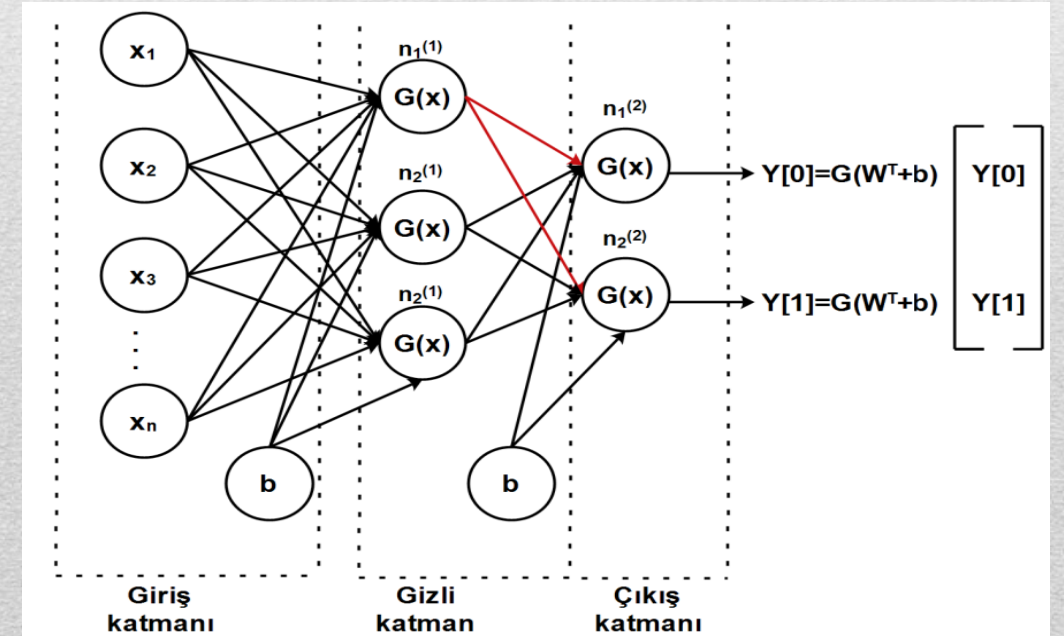 x₁
x₂
x₃
xₙ
b
n₁⁽¹⁾
G(x)
n₂⁽¹⁾
G(x)
n₂⁽¹⁾
G(x)
b
n₁⁽²⁾
G(x)
n₂⁽²⁾
G(x)
Y[0]=G(Wᵀ+b)
Y[1]=G(Wᵀ+b)
Y[0]
Y[1]
Giriş
katmanı
Gizli
katman
Çıkış
katmanı